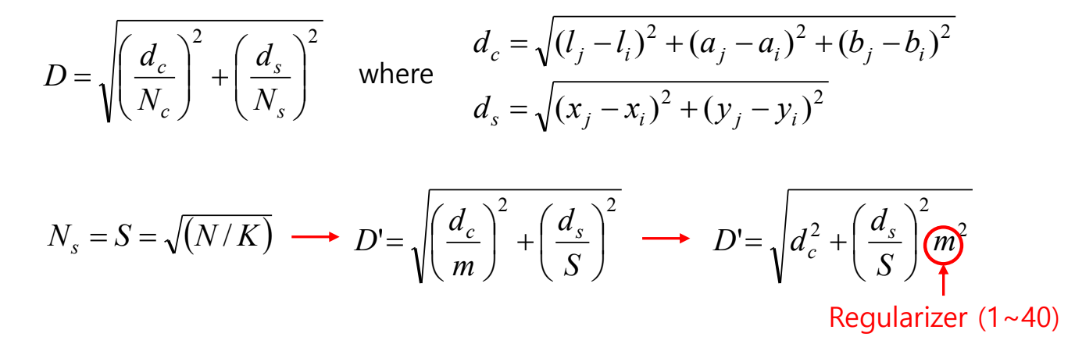 D = √((d_c/N_c)² + (d_s/N_s)²) where d_c = √((l_j − l_i)² + (a_j − a_i)² + (b_j − b_i)²)
d_s = √((x_j − x_i)² + (y_j − y_i)²)
N_s = S = √(N/K) → D' = √((d_c/m)² + (d_s/S)²) → D' = √(d_c² + (d_s/S)² m²)
Regularizer (1~40)